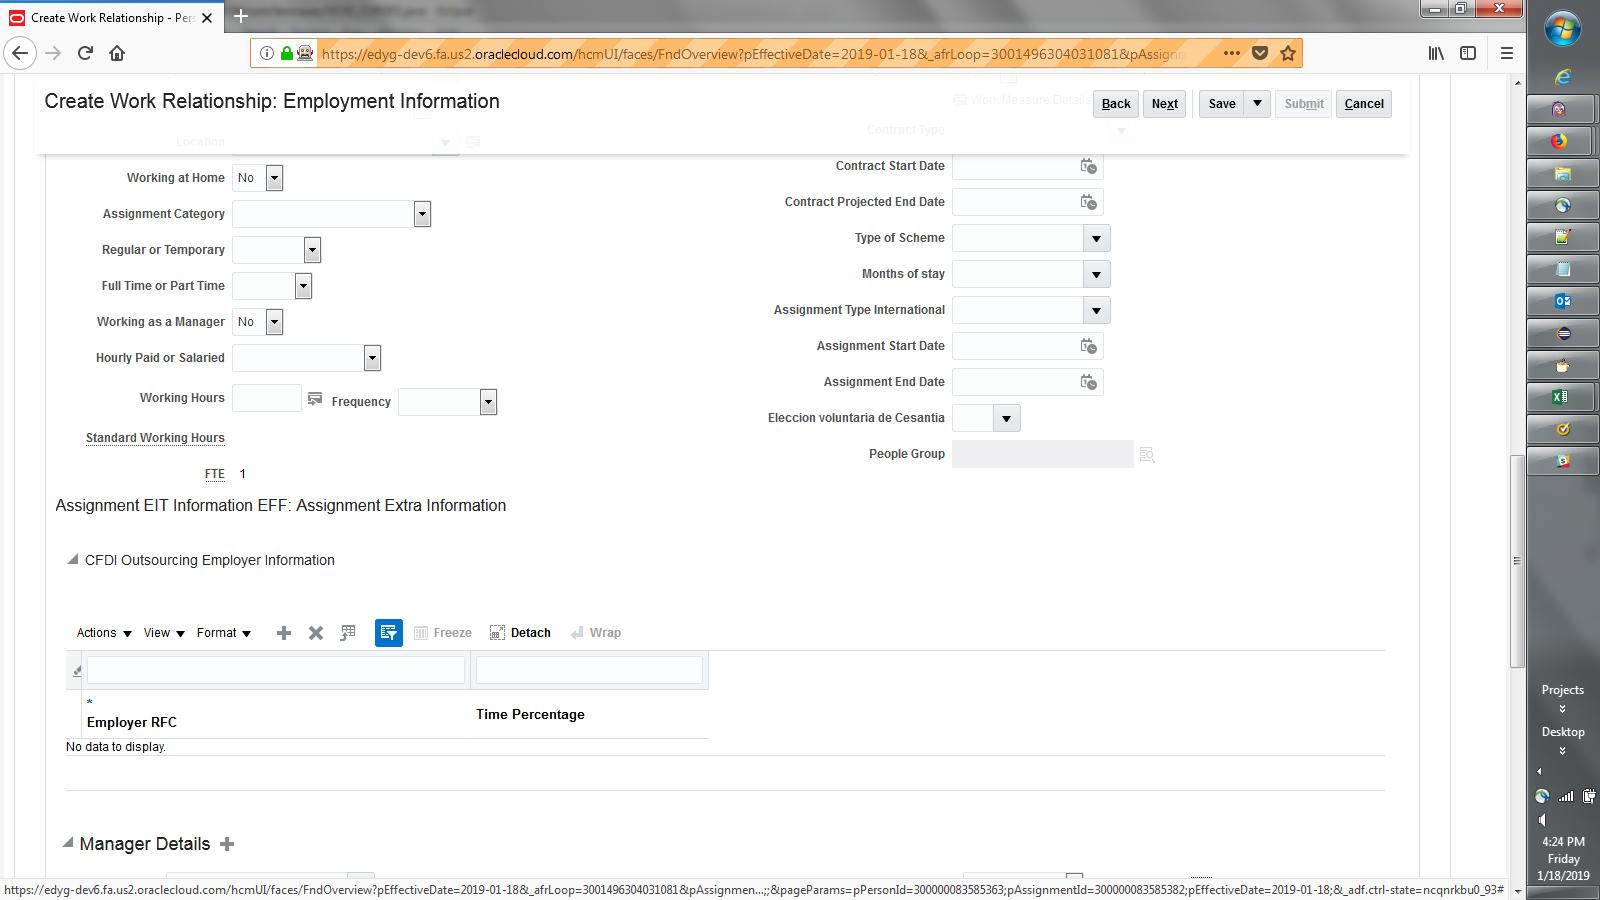 Create Work Relationship - Pers
https://edyg-dev6.fa.us2.oraclecloud.com/hcmUI/faces/FndOverview?pEffectiveDate=2019-01-18&_afrLoop=3001496304031081&pAssignm
Create Work Relationship: Employment Information
Back
Next
Save
Submit
Cancel
Work Measure Details
Contract Type
Location
Working at Home
No
Assignment Category
Regular or Temporary
Full Time or Part Time
Working as a Manager
No
Hourly Paid or Salaried
Working Hours
Frequency
Standard Working Hours
FTE 1
Contract Start Date
Contract Projected End Date
Type of Scheme
Months of stay
Assignment Type International
Assignment Start Date
Assignment End Date
Eleccion voluntaria de Cesantia
People Group
Assignment EIT Information EFF: Assignment Extra Information
CFDI Outsourcing Employer Information
Actions View Format Freeze Detach Wrap
*
Employer RFC
Time Percentage
No data to display.
Manager Details
https://edyg-dev6.fa.us2.oraclecloud.com/hcmUI/faces/FndOverview?pEffectiveDate=2019-01-18&_afrLoop=3001496304031081&pAssignmen...;;&pageParams=pPersonId=300000083585363;pAssignmentId=300000083585382;pEffectiveDate=2019-01-18;&_adf.ctrl-state=ncqnrkbu0_93#
Projects
Desktop
4:24 PM
Friday
1/18/2019